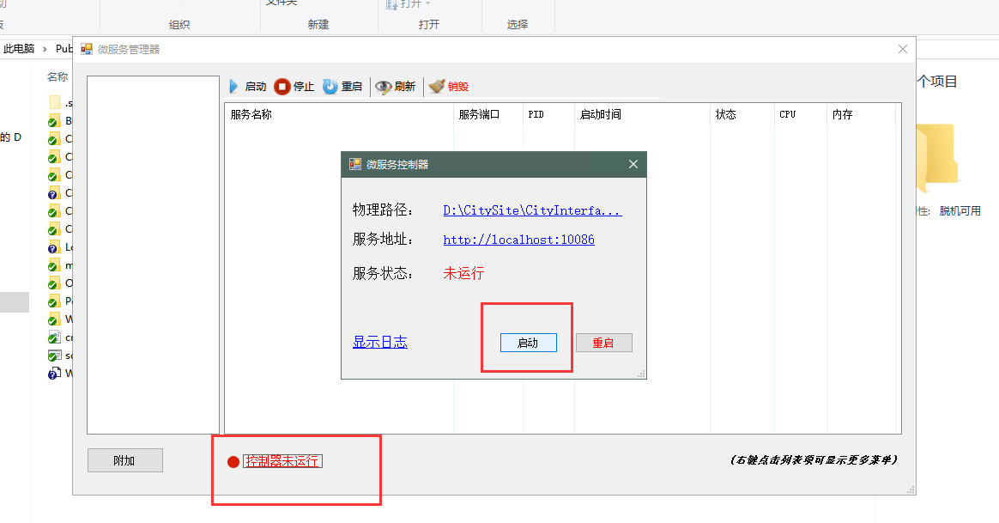 文件夹
打开
组织
新建
打开
选择
此电脑
微服务管理器
名称
启动
停止
重启
刷新
销毁
个项目
服务名称
服务端口
PID
启动时间
状态
CPU
内存
的 D
微服务控制器
物理路径：
D:\CitySite\CityInterfa...
服务地址：
http://localhost:10086
脱机可用
服务状态：
未运行
显示日志
启动
重启
附加
控制器未运行
(右键点击列表项可显示更多菜单)